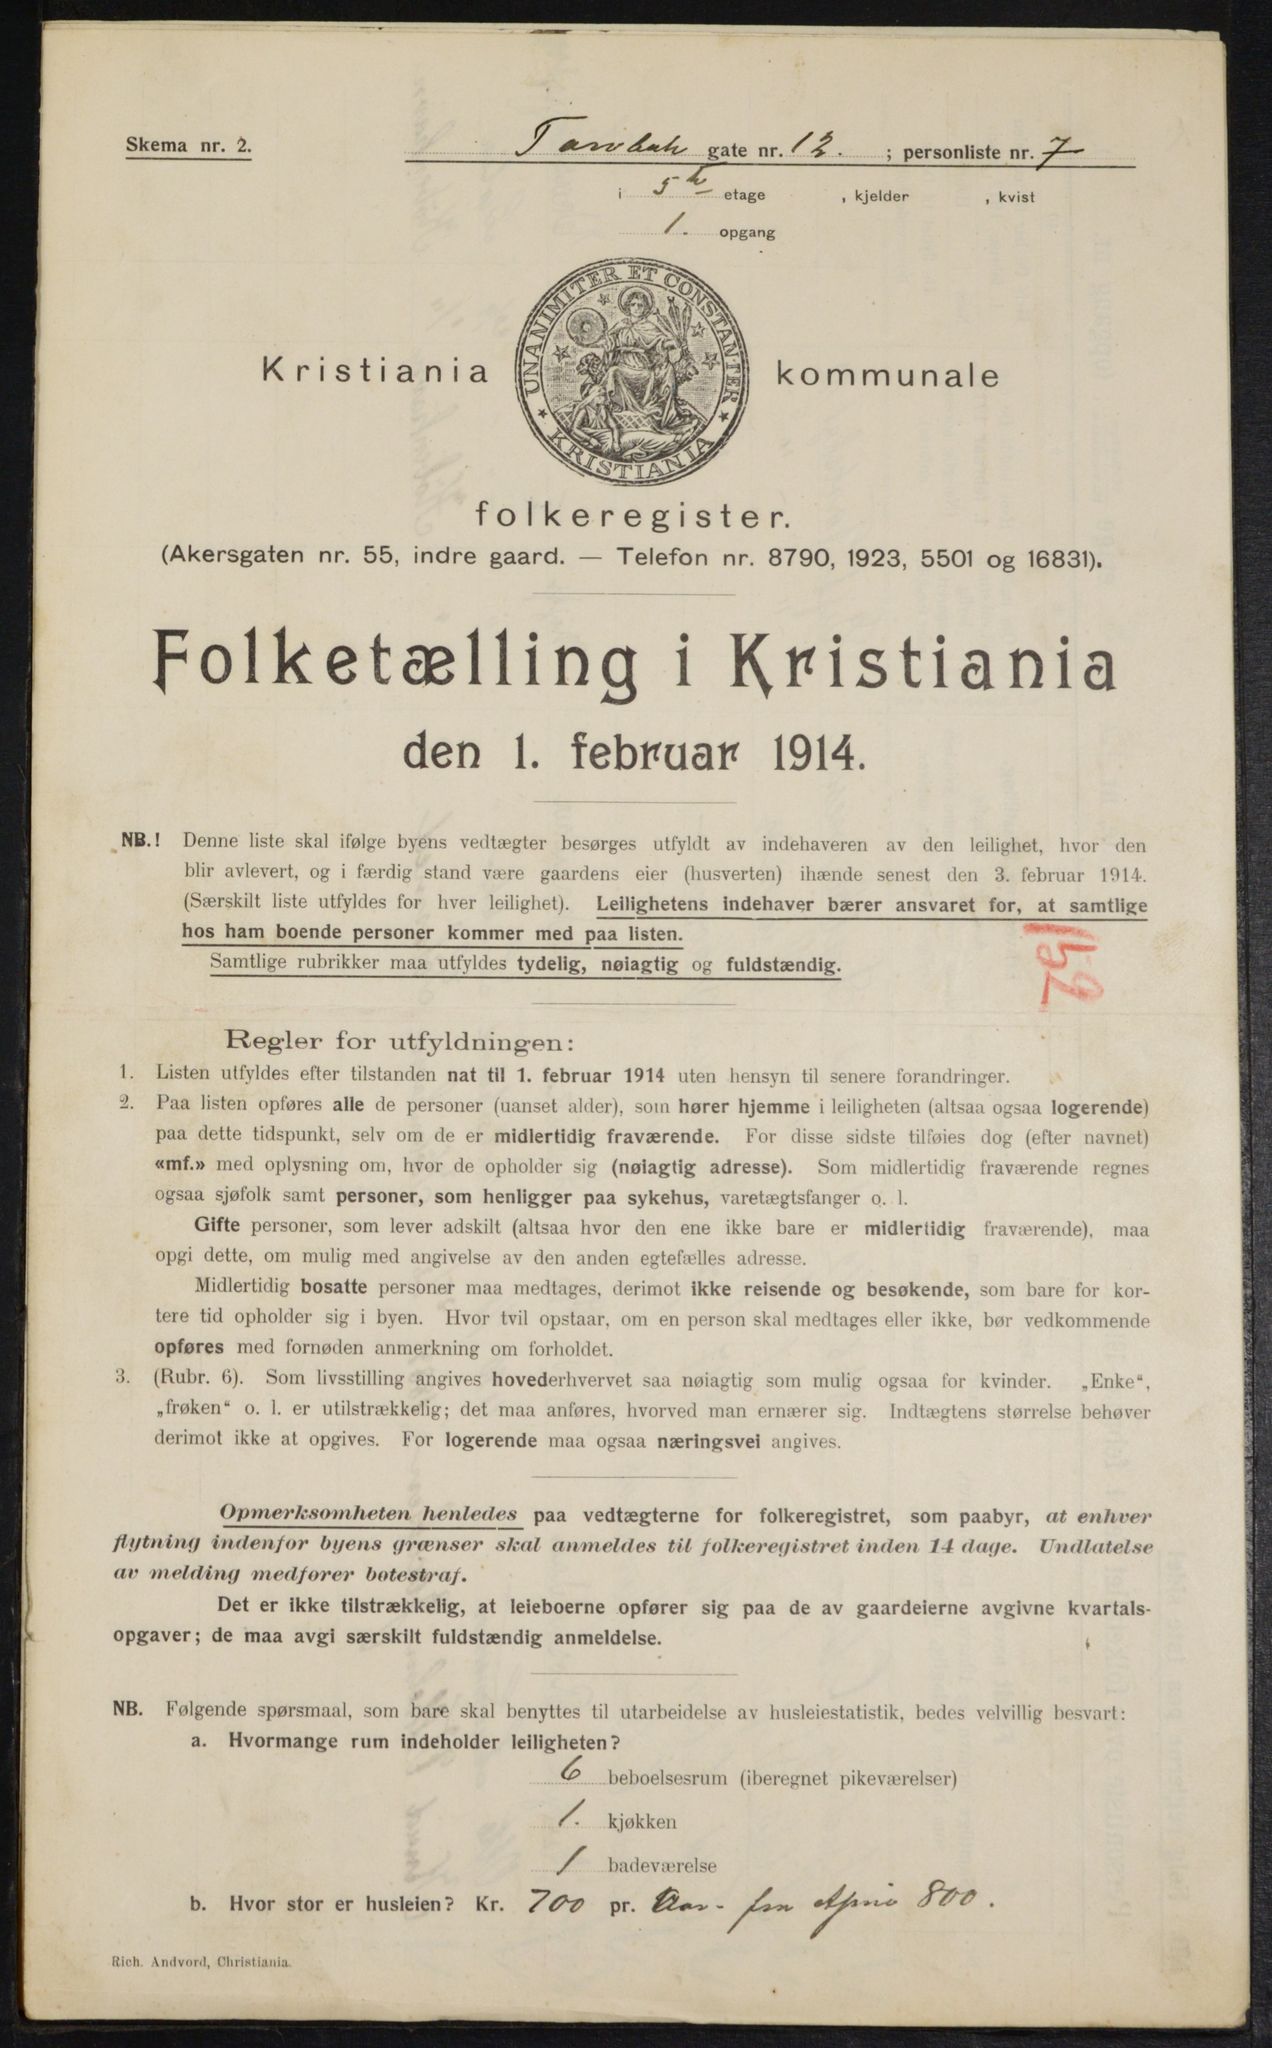 Skema nr. 2.
gate nr. 12. ; personliste nr. 7
i 5te etage , kjelder , kvist
1. opgang
UNANIMITER ET CONSTANTER
KRISTIANIA
Kristiania kommunale
folkeregister.
(Akersgaten nr. 55, indre gaard. — Telefon nr. 8790, 1923, 5501 og 16831).
Folketælling i Kristiania
den 1. februar 1914.
NB.! Denne liste skal ifølge byens vedtægter besørges utfyldt av indehaveren av den leilighet, hvor den
blir avlevert, og i færdig stand være gaardens eier (husverten) ihænde senest den 3. februar 1914.
(Særskilt liste utfyldes for hver leilighet). Leilighetens indehaver bærer ansvaret for, at samtlige
hos ham boende personer kommer med paa listen.
Samtlige rubrikker maa utfyldes tydelig, nøiagtig og fuldstændig.
Regler for utfyldningen:
1. Listen utfyldes efter tilstanden nat til 1. februar 1914 uten hensyn til senere forandringer.
2. Paa listen opføres alle de personer (uanset alder), som hører hjemme i leiligheten (altsaa ogsaa logerende)
paa dette tidspunkt, selv om de er midlertidig fraværende. For disse sidste tilføies dog (efter navnet)
«mf.» med oplysning om, hvor de opholder sig (nøiagtig adresse). Som midlertidig fraværende regnes
ogsaa sjøfolk samt personer, som henligger paa sykehus, varetægtsfanger o. l.
Gifte personer, som lever adskilt (altsaa hvor den ene ikke bare er midlertidig fraværende), maa
opgi dette, om mulig med angivelse av den anden egtefælles adresse.
Midlertidig bosatte personer maa medtages, derimot ikke reisende og besøkende, som bare for kor-
tere tid opholder sig i byen. Hvor tvil opstaar, om en person skal medtages eller ikke, bør vedkommende
opføres med fornøden anmerkning om forholdet.
3. (Rubr. 6). Som livsstilling angives hovederhvervet saa nøiagtig som mulig ogsaa for kvinder. „Enke“,
„frøken“ o. l. er utilstrækkelig; det maa anføres, hvorved man ernærer sig. Indtægtens størrelse behøver
derimot ikke at opgives. For logerende maa ogsaa næringsvei angives.
Opmerksomheten henledes paa vedtægterne for folkeregistret, som paabyr, at enhver
flytning indenfor byens grænser skal anmeldes til folkeregistret inden 14 dage. Undlatelse
av melding medfører bøtestraf.
Det er ikke tilstrækkelig, at leieboerne opfører sig paa de av gaardeierne avgivne kvartals-
opgaver; de maa avgi særskilt fuldstændig anmeldelse.
NB. Følgende spørsmaal, som bare skal benyttes til utarbeidelse av husleiestatistik, bedes velvillig besvart:
a. Hvormange rum indeholder leiligheten?
6 beboelsesrum (iberegnet pikeværelser)
1. kjøkken
1 badeværelse
b. Hvor stor er husleien? Kr. 700 pr. Aar - fra April 800.
Rich. Andvord, Christiania.